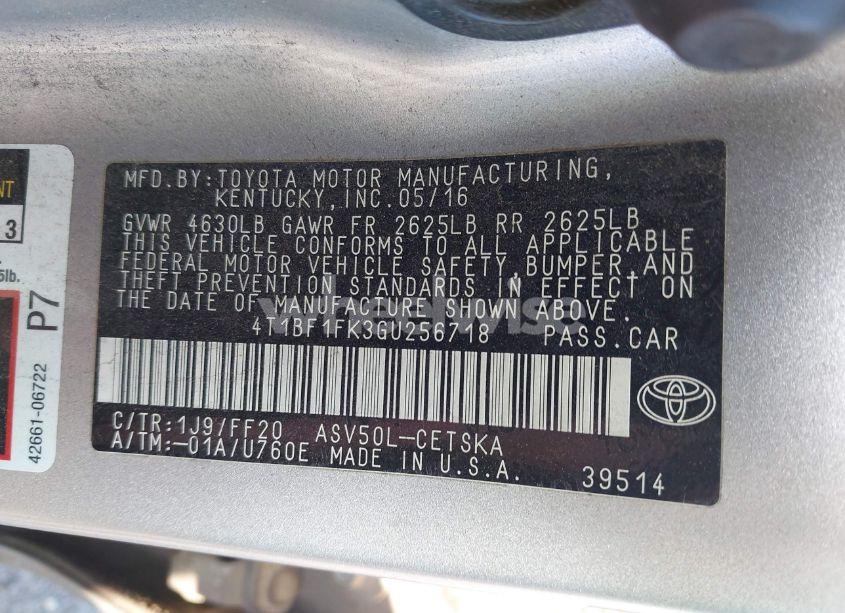 NT
3
5lb.
P7
42661-06722
MFD.BY:TOYOTA MOTOR MANUFACTURING,
KENTUCKY,INC.05/16
GVWR 4630LB GAWR FR 2625LB RR 2625LB
THIS VEHICLE CONFORMS TO ALL APPLICABLE
FEDERAL MOTOR VEHICLE SAFETY,BUMPER,AND
THEFT PREVENTION STANDARDS IN EFFECT ON
THE DATE OF MANUFACTURE SHOWN ABOVE.
4T1BF1FK3GU256718 PASS.CAR
C/TR:1J9/FF20 ASV50L-CETSKA
A/TM:-01A/U760E MADE IN U.S.A.
39514